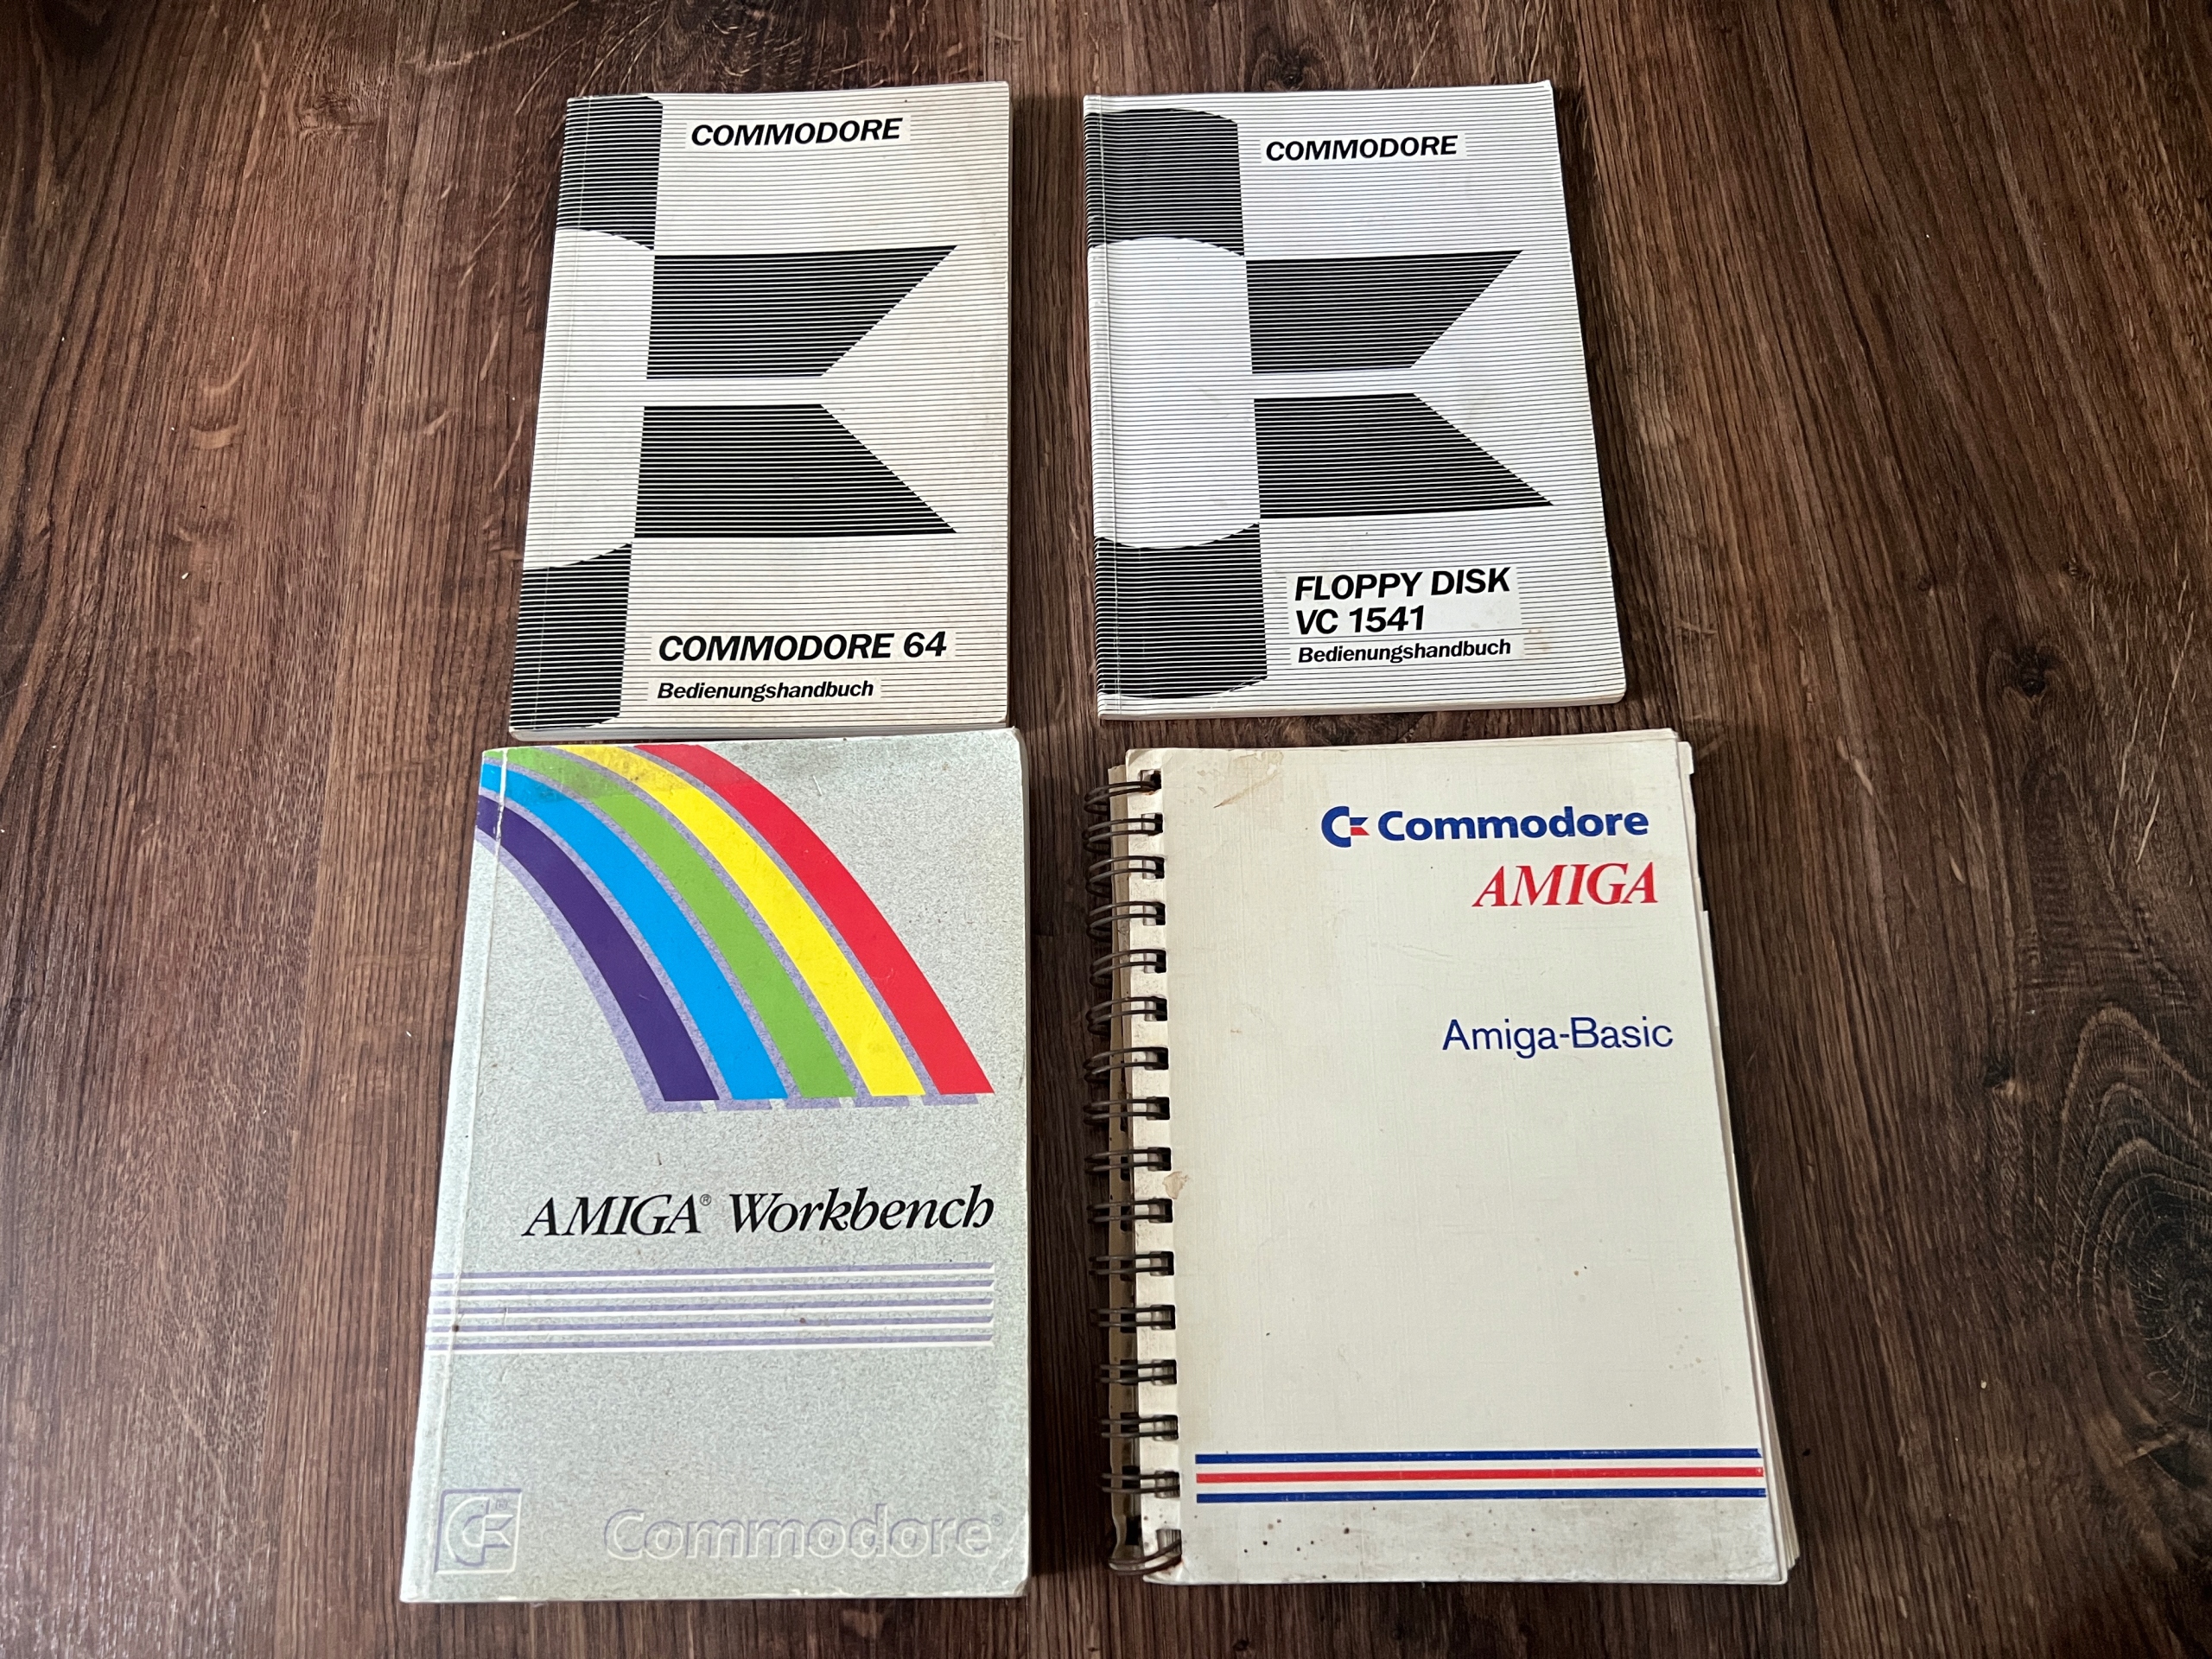 COMMODORE
COMMODORE 64
Bedienungshandbuch
COMMODORE
FLOPPY DISK
VC 1541
Bedienungshandbuch
AMIGA® Workbench
Commodore®
Commodore
AMIGA
Amiga-Basic